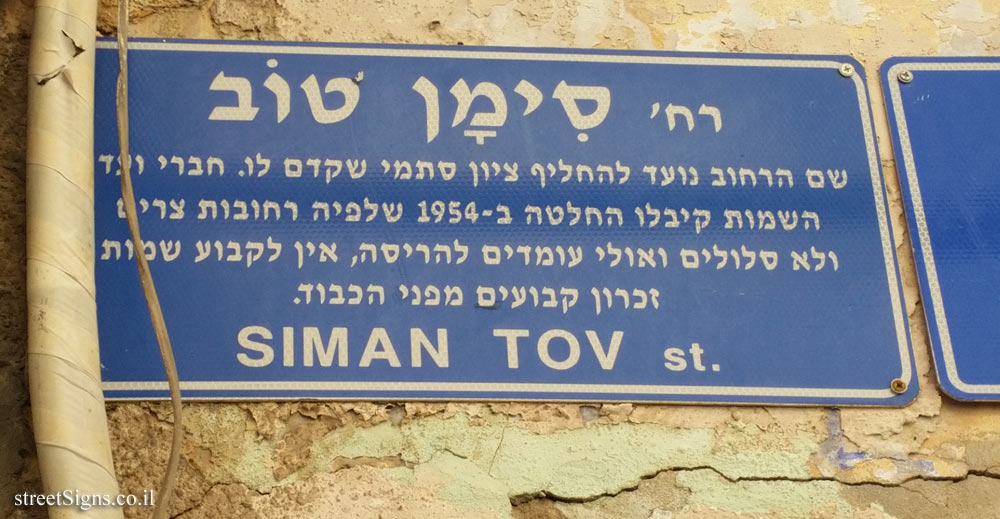 רח' סִימָן טוֹב
שם הרחוב נועד להחליף ציון סתמי שקדם לו. חברי ועד
השמות קיבלו החלטה ב-1954 שלפיה רחובות צרים
ולא סלולים ואולי עומדים להריסה, אין לקבוע שמות
זכרון קבועים מפני הכבוד.
SIMAN TOV st.
streetSigns.co.il